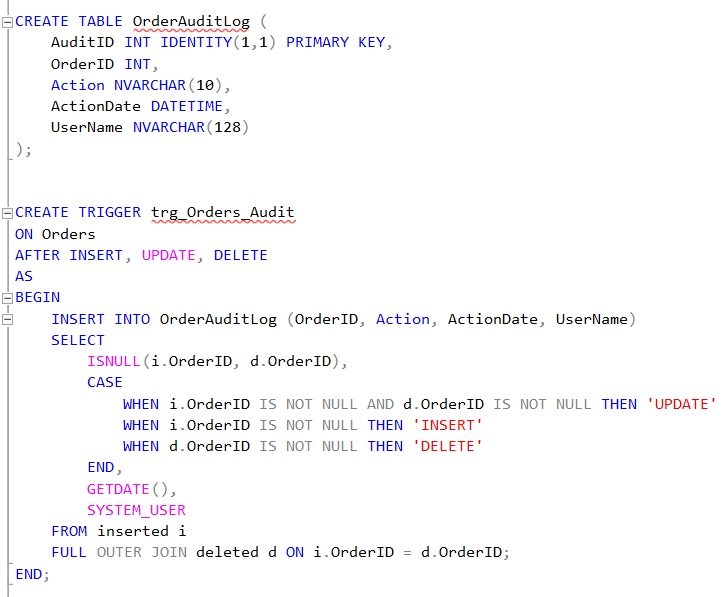 CREATE TABLE OrderAuditLog (
    AuditID INT IDENTITY(1,1) PRIMARY KEY,
    OrderID INT,
    Action NVARCHAR(10),
    ActionDate DATETIME,
    UserName NVARCHAR(128)
);
CREATE TRIGGER trg_Orders_Audit
ON Orders
AFTER INSERT, UPDATE, DELETE
AS
BEGIN
    INSERT INTO OrderAuditLog (OrderID, Action, ActionDate, UserName)
    SELECT
        ISNULL(i.OrderID, d.OrderID),
        CASE
            WHEN i.OrderID IS NOT NULL AND d.OrderID IS NOT NULL THEN 'UPDATE'
            WHEN i.OrderID IS NOT NULL THEN 'INSERT'
            WHEN d.OrderID IS NOT NULL THEN 'DELETE'
        END,
        GETDATE(),
        SYSTEM_USER
    FROM inserted i
    FULL OUTER JOIN deleted d ON i.OrderID = d.OrderID;
END;